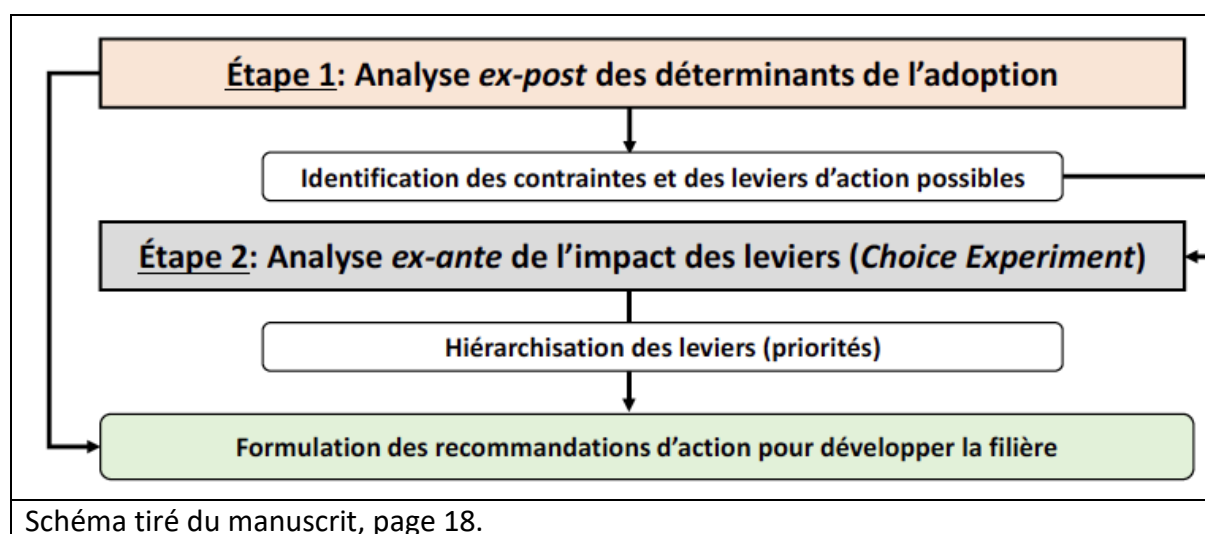 Étape 1: Analyse ex-post des déterminants de l’adoption
Identification des contraintes et des leviers d’action possibles
Étape 2: Analyse ex-ante de l’impact des leviers (Choice Experiment)
Hiérarchisation des leviers (priorités)
Formulation des recommandations d’action pour développer la filière
Schéma tiré du manuscrit, page 18.